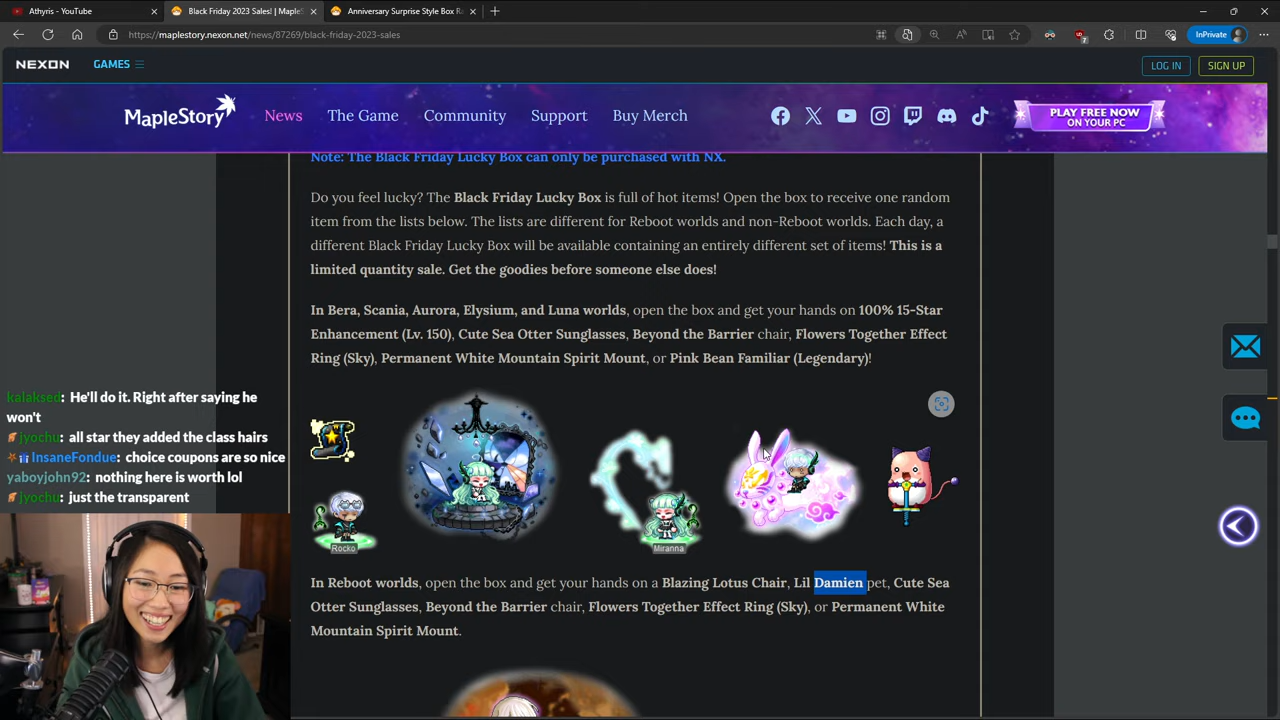 Athyris - YouTube
Black Friday 2023 Sales! | MapleS
Anniversary Surprise Style Box R
https://maplestory.nexon.net/news/87269/black-friday-2023-sales
InPrivate
NEXON
GAMES
LOG IN
SIGN UP
MapleStory
News
The Game
Community
Support
Buy Merch
PLAY FREE NOW
ON YOUR PC
Note: The Black Friday Lucky Box can only be purchased with NX.
Do you feel lucky? The Black Friday Lucky Box is full of hot items! Open the box to receive one random
item from the lists below. The lists are different for Reboot worlds and non-Reboot worlds. Each day, a
different Black Friday Lucky Box will be available containing an entirely different set of items! This is a
limited quantity sale. Get the goodies before someone else does!
In Bera, Scania, Aurora, Elysium, and Luna worlds, open the box and get your hands on 100% 15-Star
Enhancement (Lv. 150), Cute Sea Otter Sunglasses, Beyond the Barrier chair, Flowers Together Effect
Ring (Sky), Permanent White Mountain Spirit Mount, or Pink Bean Familiar (Legendary)!
kalaksed: He'll do it. Right after saying he
won't
jyochu: all star they added the class hairs
InsaneFondue: choice coupons are so nice
yaboyjohn92: nothing here is worth lol
jyochu: just the transparent
Rocko
Miranna
In Reboot worlds, open the box and get your hands on a Blazing Lotus Chair, Lil Damien pet, Cute Sea
Otter Sunglasses, Beyond the Barrier chair, Flowers Together Effect Ring (Sky), or Permanent White
Mountain Spirit Mount.